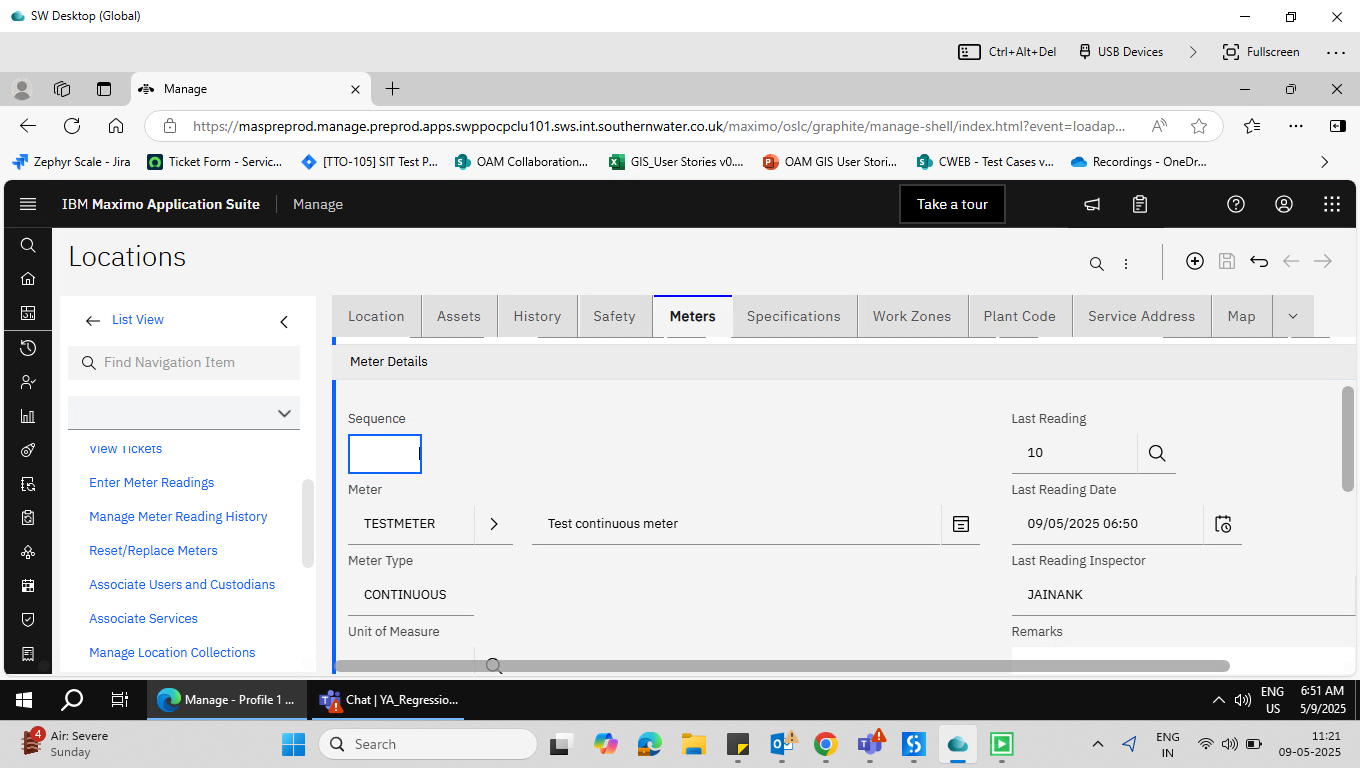 SW Desktop (Global)
Ctrl+Alt+Del
USB Devices
Fullscreen
Manage
https://maspreprod.manage.preprod.apps.swppocpclu101.sws.int.southernwater.co.uk/maximo/oslc/graphite/manage-shell/index.html?event=loadap...
Zephyr Scale - Jira
Ticket Form - Servic...
[TTO-105] SIT Test P...
OAM Collaboration...
GIS_User Stories v0....
OAM GIS User Stori...
CWEB - Test Cases v...
Recordings - OneDr...
IBM Maximo Application Suite
Manage
Take a tour
Locations
List View
Find Navigation Item
View Tickets
Enter Meter Readings
Manage Meter Reading History
Reset/Replace Meters
Associate Users and Custodians
Associate Services
Manage Location Collections
Location
Assets
History
Safety
Meters
Specifications
Work Zones
Plant Code
Service Address
Map
Meter Details
Sequence
Last Reading
10
Meter
Last Reading Date
TESTMETER
Test continuous meter
09/05/2025 06:50
Meter Type
Last Reading Inspector
CONTINUOUS
JAINANK
Unit of Measure
Remarks
Manage - Profile 1 ...
Chat | YA_Regressio...
ENG
US
6:51 AM
5/9/2025
4
Air: Severe
Sunday
Search
ENG
IN
11:21
09-05-2025